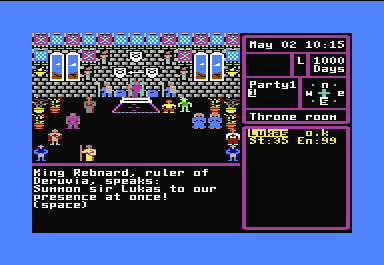 May 02 10:15
L 1000
Days
Party1
n
w e
Throne room
o.k
St:35 En:99
King Rebnard, ruler of
Deruvia, speaks:
Summon sir Lukas to our
presence at once!
(space)